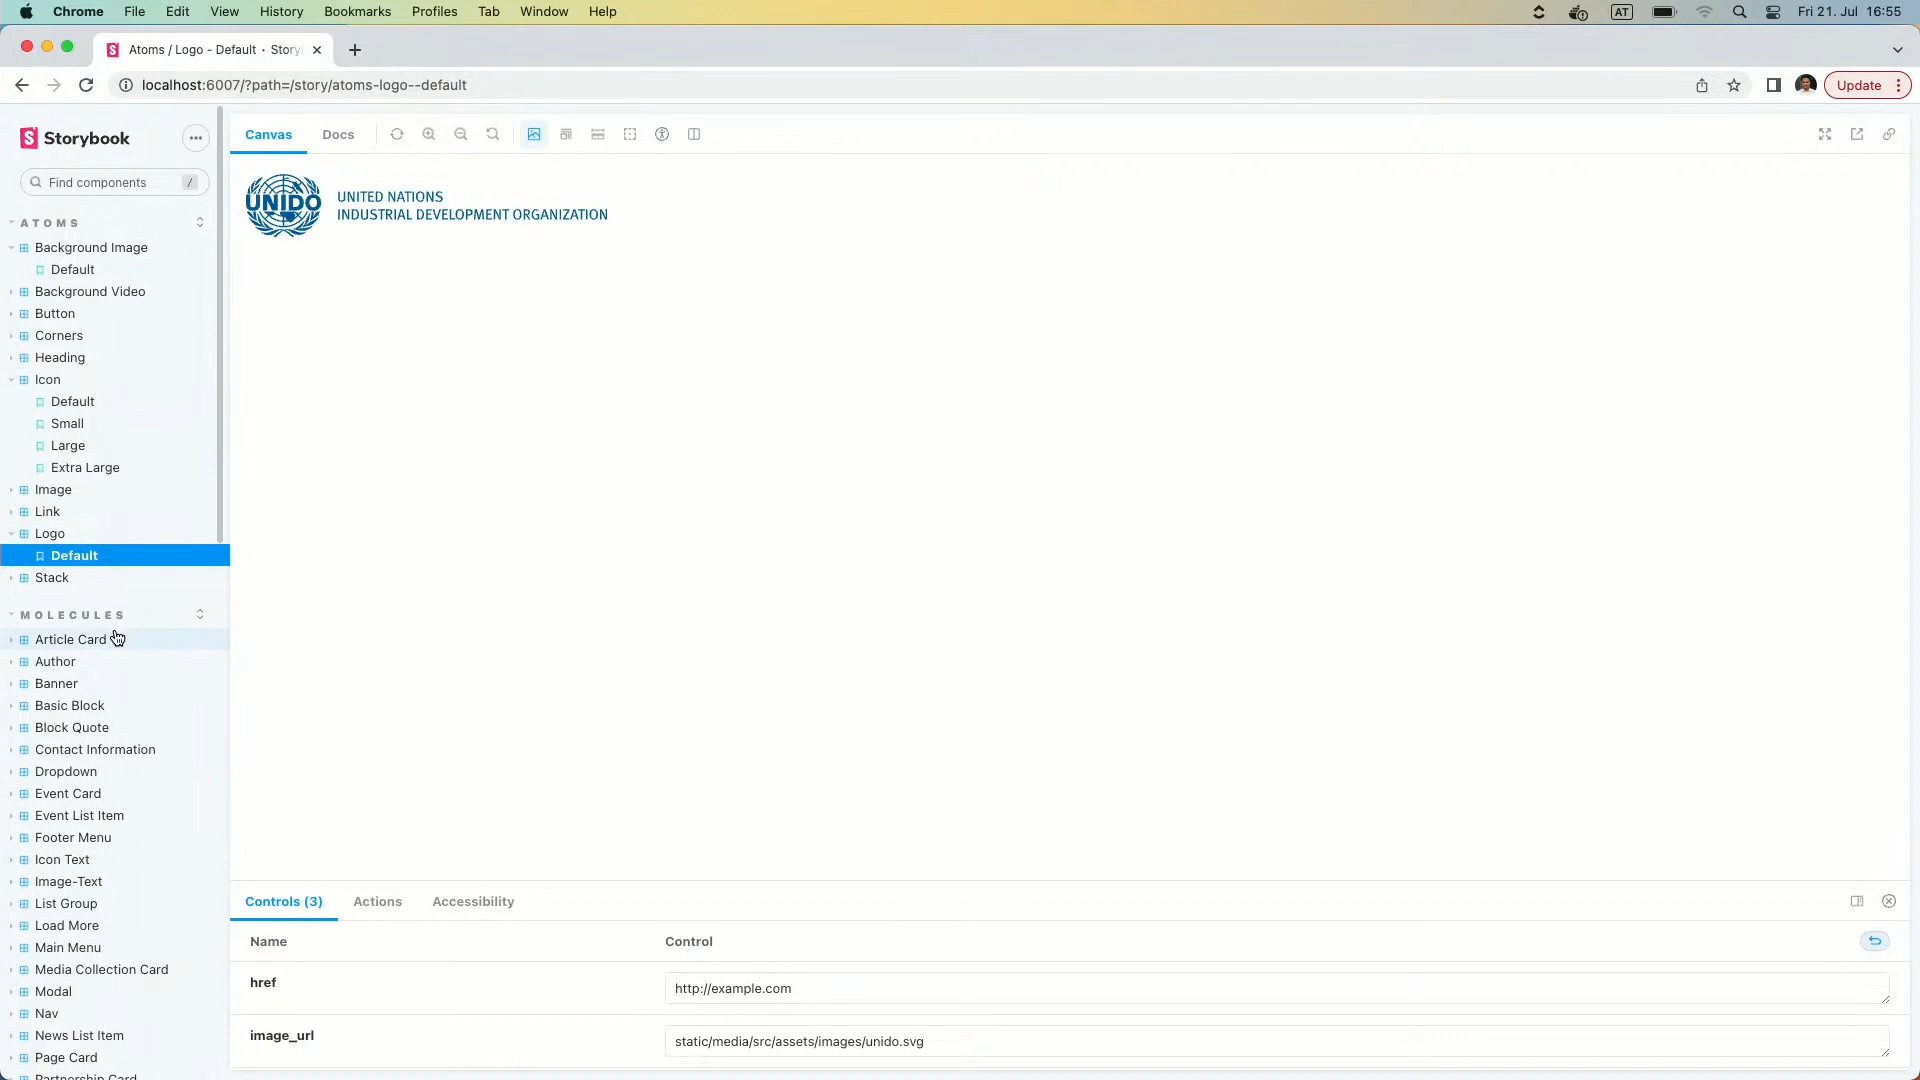 Chrome File Edit View History Bookmarks Profiles Tab Window Help AT Fri 21. Jul 16:55
Atoms / Logo - Default · Story
localhost:6007/?path=/story/atoms-logo--default Update
Storybook
Find components /
ATOMS
Background Image
Default
Background Video
Button
Corners
Heading
Icon
Default
Small
Large
Extra Large
Image
Link
Logo
Default
Stack
MOLECULES
Article Card
Author
Banner
Basic Block
Block Quote
Contact Information
Dropdown
Event Card
Event List Item
Footer Menu
Icon Text
Image-Text
List Group
Load More
Main Menu
Media Collection Card
Modal
Nav
News List Item
Page Card
Partnership Card
Canvas Docs
UNIDO
UNITED NATIONS
INDUSTRIAL DEVELOPMENT ORGANIZATION
Controls (3) Actions Accessibility
Name Control
href http://example.com
image_url static/media/src/assets/images/unido.svg